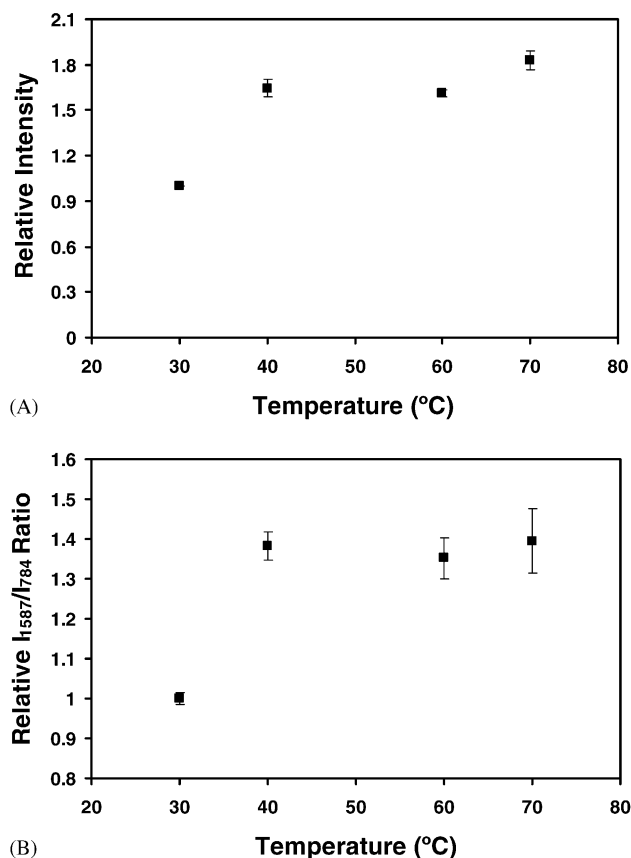 2.1
1.8
1.5
1.2
0.9
0.6
0.3
0
Relative Intensity
20 30 40 50 60 70 80
(A)
Temperature (ºC)
1.6
1.5
1.4
1.3
1.2
1.1
1
0.9
0.8
Relative I1587/I784 Ratio
20 30 40 50 60 70 80
(B)
Temperature (ºC)